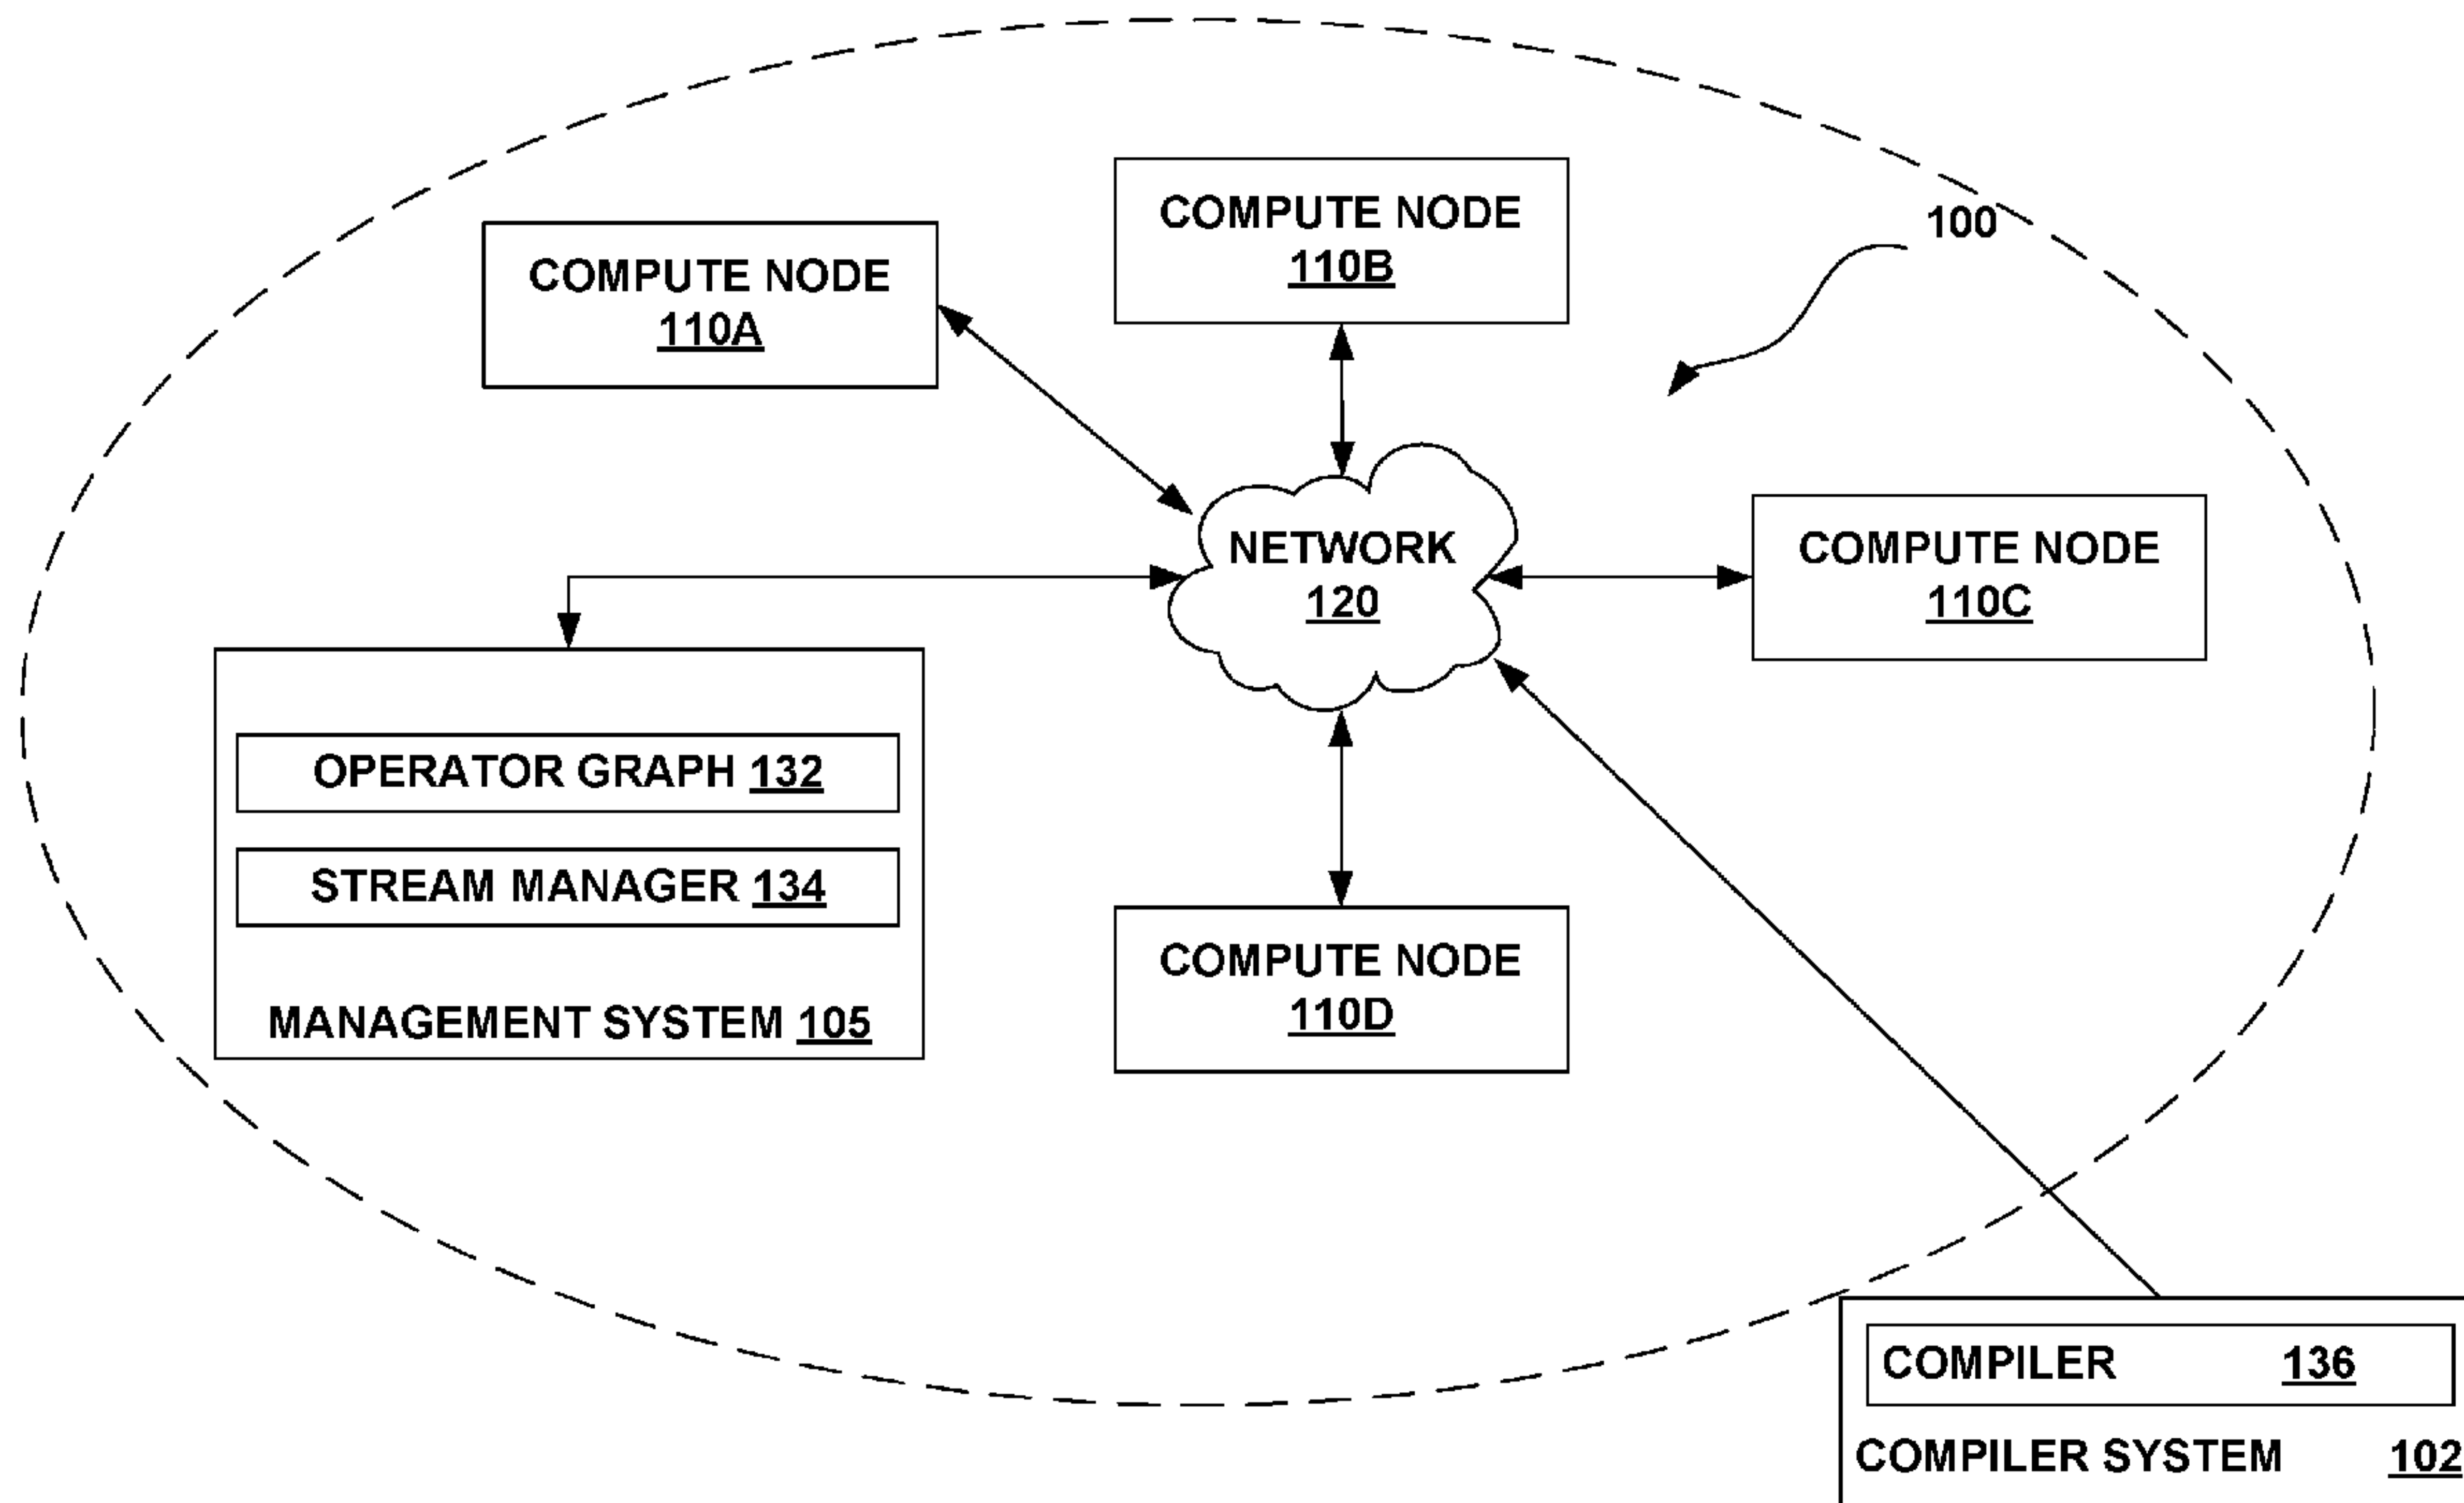 COMPUTE NODE
110B
100
COMPUTE NODE
110A
NETWORK
120
COMPUTE NODE
110C
OPERATOR GRAPH 132
STREAM MANAGER 134
MANAGEMENT SYSTEM 105
COMPUTE NODE
110D
COMPILER 136
COMPILER SYSTEM 102